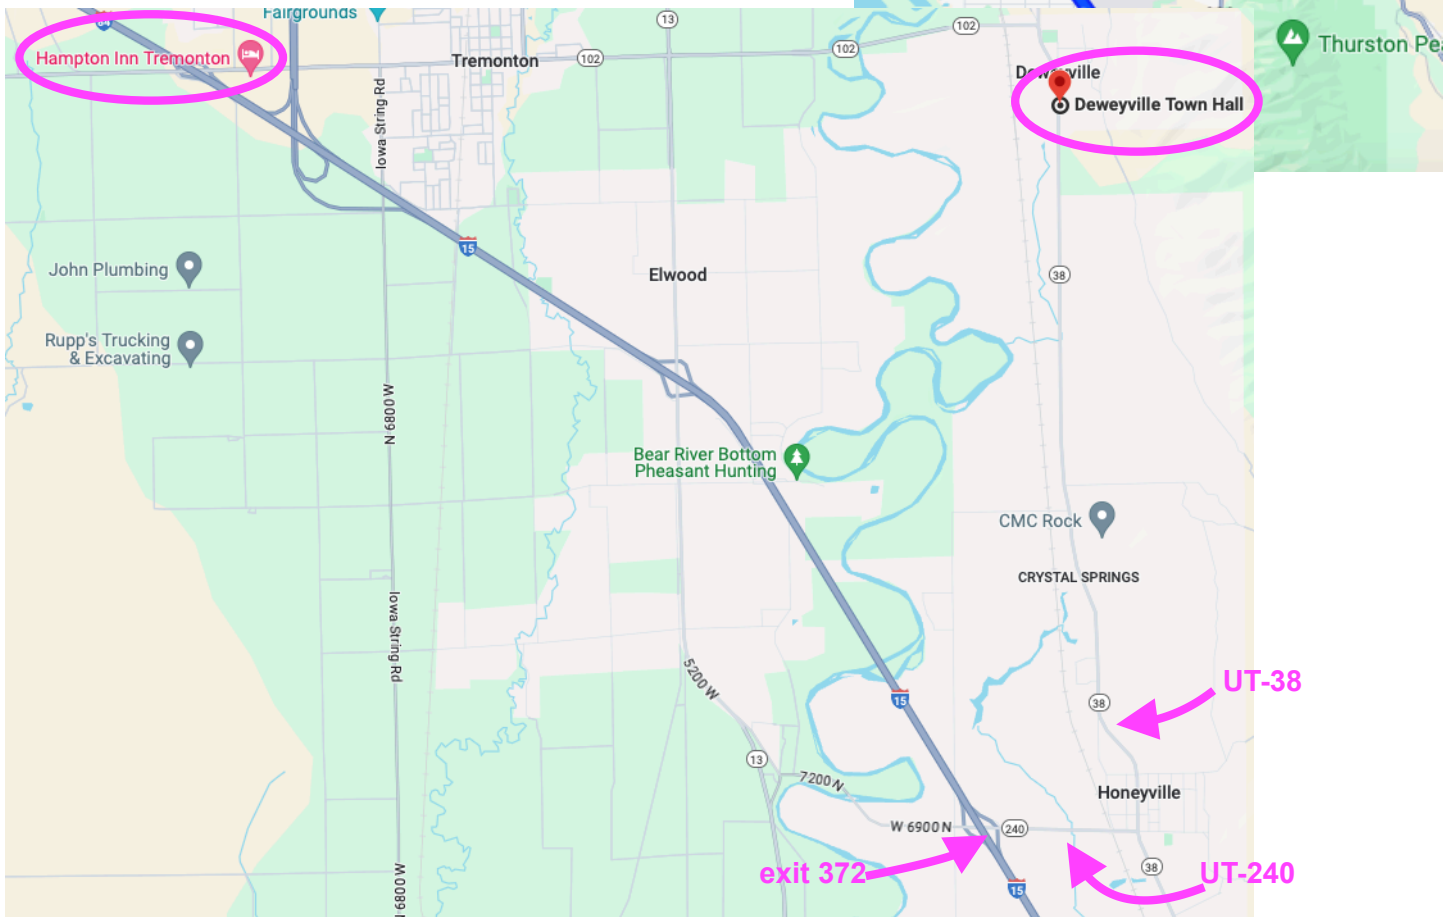 84
Fairgrounds
Hampton Inn Tremonton
Tremonton
102
13
102
102
Deweyville
Deweyville Town Hall
Thurston Pe
Iowa String Rd
15
John Plumbing
Elwood
38
Rupp's Trucking
& Excavating
N 6800 W
Bear River Bottom
Pheasant Hunting
CMC Rock
CRYSTAL SPRINGS
Iowa String Rd
5200 W
15
38
UT-38
13
7200 N
Honeyville
W 6900 N
240
exit 372
15
38
UT-240
6800 W